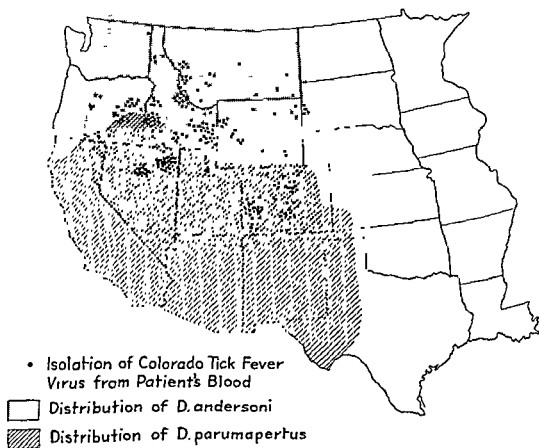 • Isolation of Colorado Tick Fever
Virus from Patient's Blood
Distribution of D. andersoni
Distribution of D. parumapertus